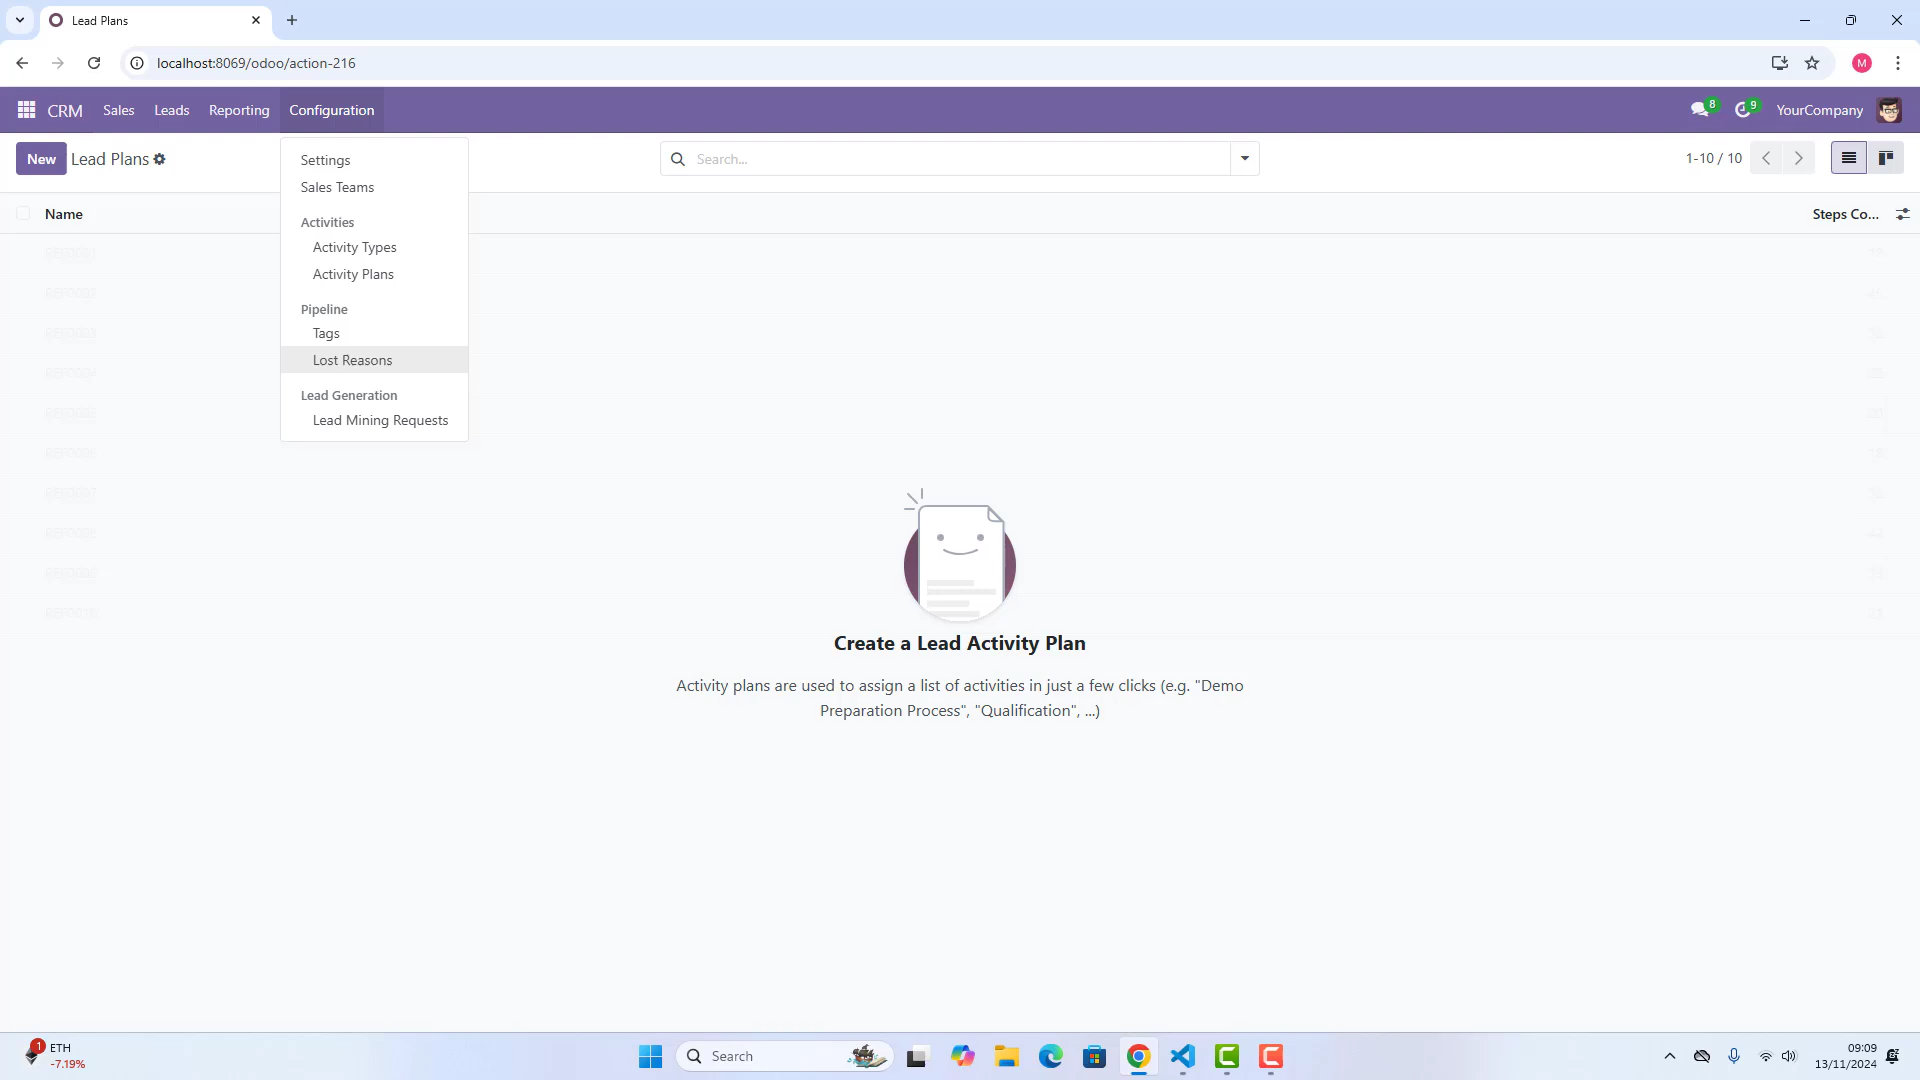 Lead Plans
localhost:8069/odoo/action-216
M
CRM Sales Leads Reporting Configuration
8 9 YourCompany
New Lead Plans
Search...
1-10 / 10
Settings
Sales Teams
Activities
Activity Types
Activity Plans
Pipeline
Tags
Lost Reasons
Lead Generation
Lead Mining Requests
Name
Steps Co...
Create a Lead Activity Plan
Activity plans are used to assign a list of activities in just a few clicks (e.g. "Demo
Preparation Process", "Qualification", ...)
1
ETH
-7.19%
Search
09:09
13/11/2024